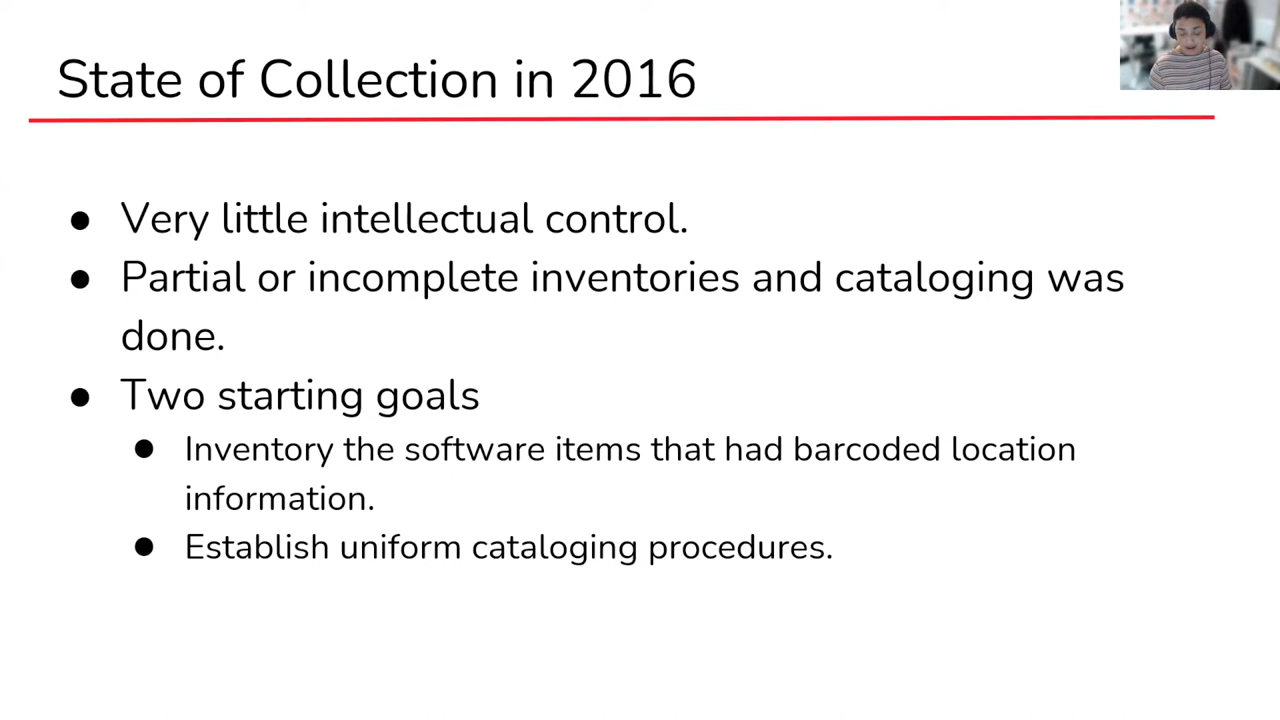 State of Collection in 2016
● Very little intellectual control.
● Partial or incomplete inventories and cataloging was
done.
● Two starting goals
● Inventory the software items that had barcoded location
information.
● Establish uniform cataloging procedures.